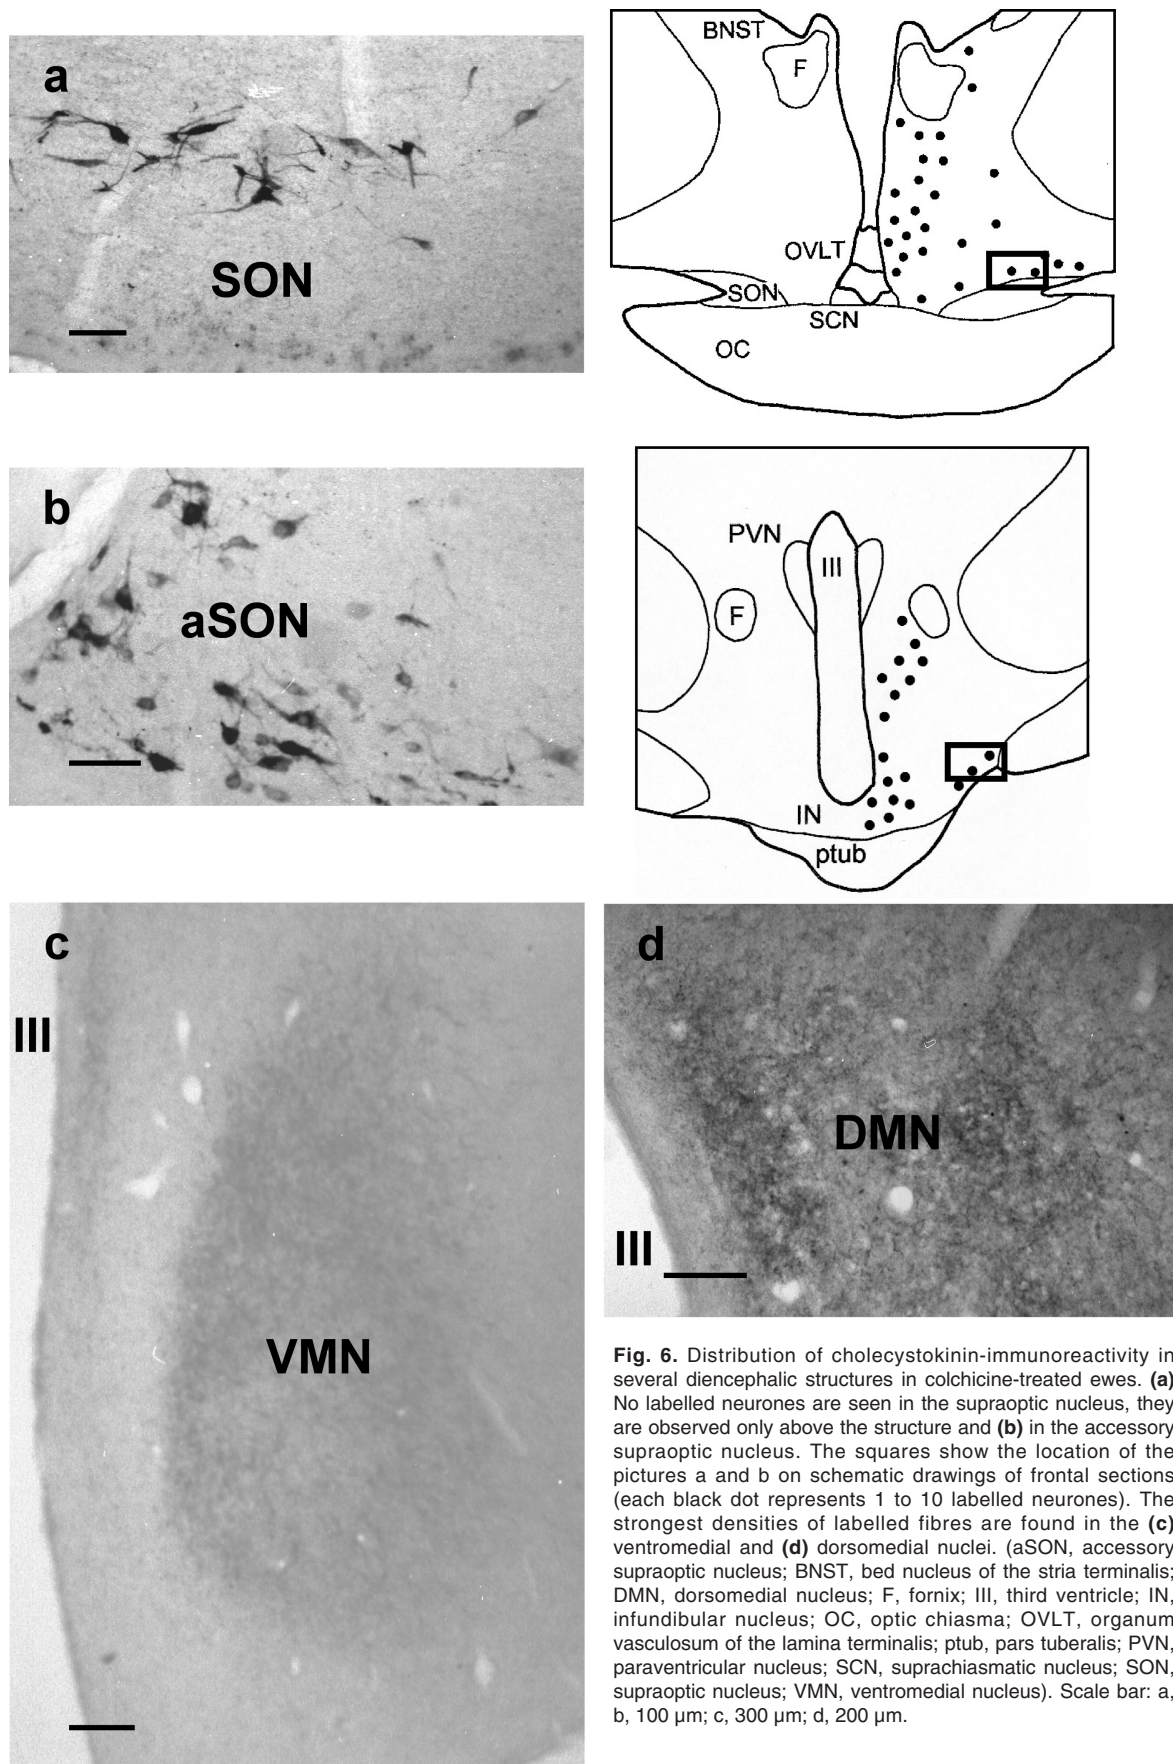 a
SON
BNST
F
OVLT
SON
SCN
OC
b
aSON
PVN
III
F
IN
ptub
c
III
VMN
d
DMN
III
Fig. 6. Distribution of cholecystokinin-immunoreactivity in
several diencephalic structures in colchicine-treated ewes. (a)
No labelled neurones are seen in the supraoptic nucleus, they
are observed only above the structure and (b) in the accessory
supraoptic nucleus. The squares show the location of the
pictures a and b on schematic drawings of frontal sections
(each black dot represents 1 to 10 labelled neurones). The
strongest densities of labelled fibres are found in the (c)
ventromedial and (d) dorsomedial nuclei. (aSON, accessory
supraoptic nucleus; BNST, bed nucleus of the stria terminalis;
DMN, dorsomedial nucleus; F, fornix; III, third ventricle; IN,
infundibular nucleus; OC, optic chiasma; OVLT, organum
vasculosum of the lamina terminalis; ptub, pars tuberalis; PVN,
paraventricular nucleus; SCN, suprachiasmatic nucleus; SON,
supraoptic nucleus; VMN, ventromedial nucleus). Scale bar: a,
b, 100 µm; c, 300 µm; d, 200 µm.